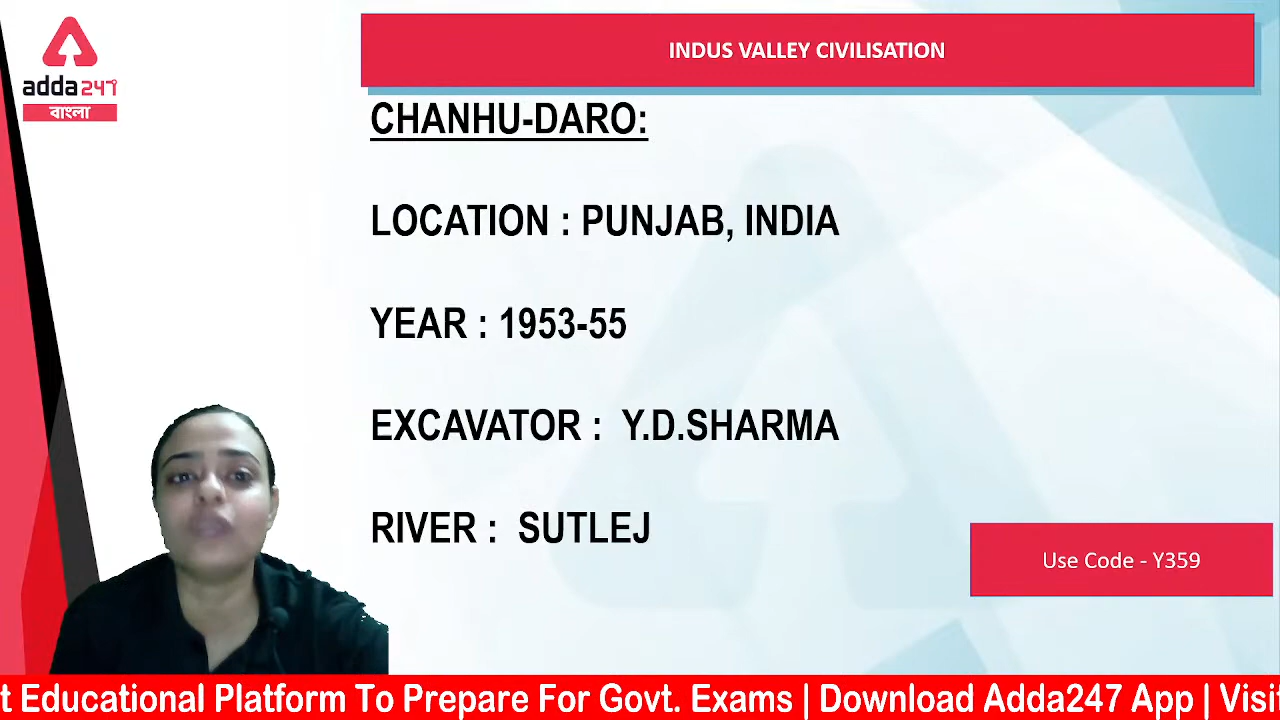 adda247
বাংলা
INDUS VALLEY CIVILISATION
CHANHU-DARO:
LOCATION : PUNJAB, INDIA
YEAR : 1953-55
EXCAVATOR : Y.D.SHARMA
RIVER : SUTLEJ
Use Code - Y359
t Educational Platform To Prepare For Govt. Exams | Download Adda247 App | Visit